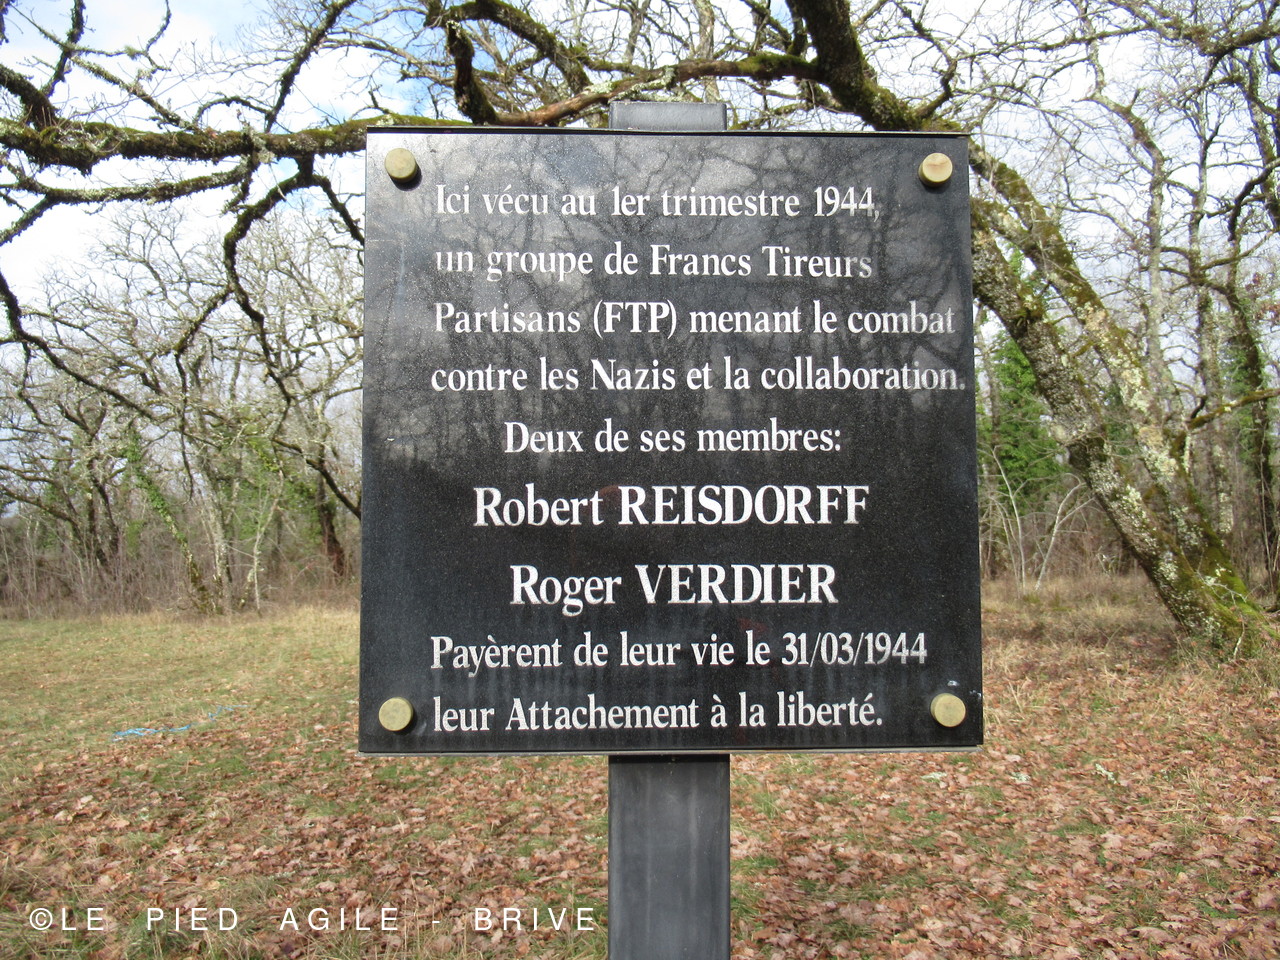 Ici vécu au 1er trimestre 1944,
un groupe de Francs Tireurs
Partisans (FTP) menant le combat
contre les Nazis et la collaboration.
Deux de ses membres:
Robert REISDORFF
Roger VERDIER
Payèrent de leur vie le 31/03/1944
leur Attachement à la liberté.
©LE PIED AGILE - BRIVE